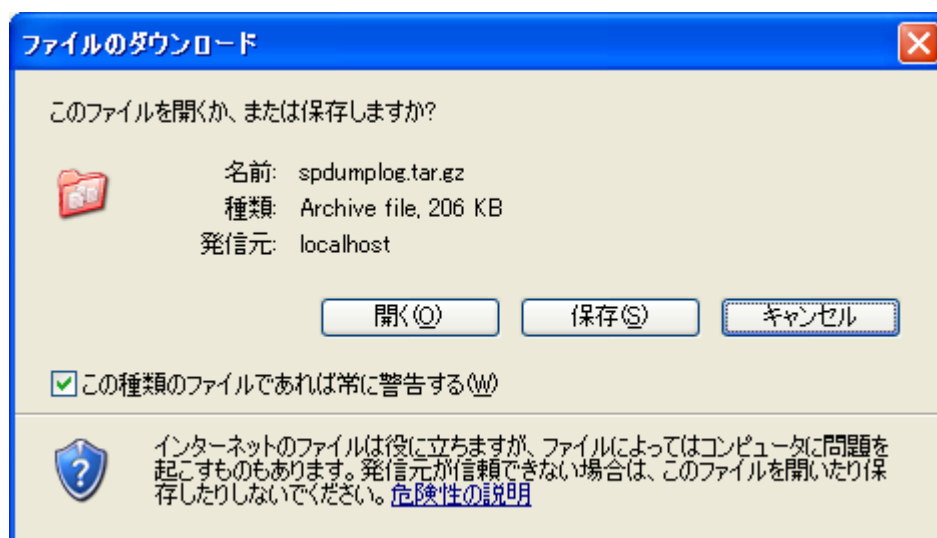 ファイルのダウンロード
このファイルを開くか、または保存しますか?
名前: spdumplog.tar.gz
種類: Archive file, 206 KB
発信元: localhost
開く(O) 保存(S) キャンセル
この種類のファイルであれば常に警告する(W)
インターネットのファイルは役に立ちますが、ファイルによってはコンピュータに問題を
起こすものもあります。発信元が信頼できない場合は、このファイルを開いたり保
存したりしないでください。危険性の説明